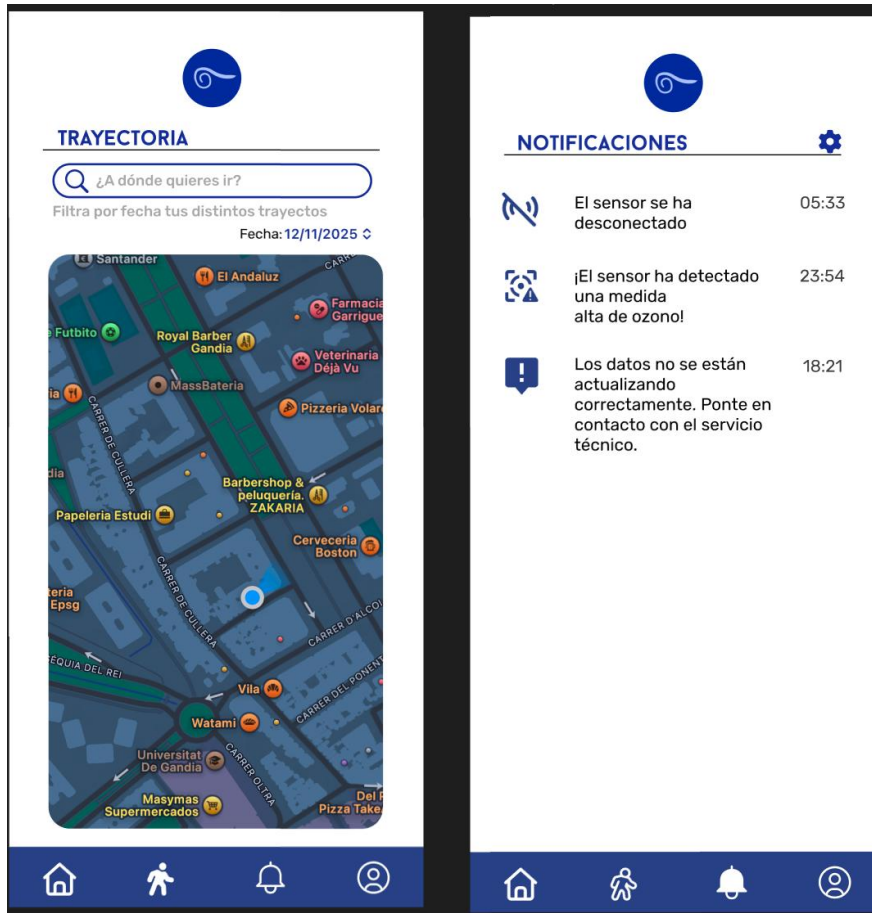 TRAYECTORIA
¿A dónde quieres ir?
Filtra por fecha tus distintos trayectos
Fecha: 12/11/2025
Santander
El Andaluz
Farmacia
Garrigue
Futbito
Royal Barber
Gandia
Veterinaria
Déjà Vu
MassBateria
Pizzeria Volare
CARRER DE CULLERA
Barbershop &
peluquería.
ZAKARIA
Papeleria Estudi
Cerveceria
Boston
Epsg
CARRER DE CULLERA
CARRER D'ALCOI
SÉQUIA DEL REI
Vila
CARRER DEL PONENT
Watami
Universitat
De Gandia
CARRER OLTRA
Masymas
Supermercados
Pizza Take
NOTIFICACIONES
El sensor se ha
desconectado
05:33
¡El sensor ha detectado
una medida
alta de ozono!
23:54
Los datos no se están
actualizando
correctamente. Ponte en
contacto con el servicio
técnico.
18:21